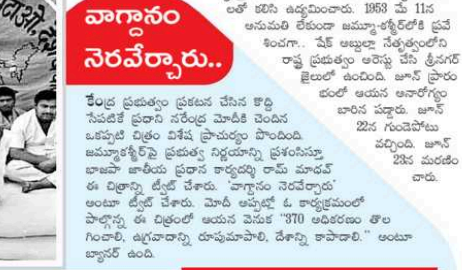 వాగ్దానం
నెరవేర్చారు..
కేంద్ర ప్రభుత్వం ప్రకటన చేసిన కొద్ది
సేపటికే ప్రధాని నరేంద్ర మోదీకి చెందిన
ఒకప్పటి చిత్రం విశేష ప్రాచుర్యం పొందింది.
జమ్మూకశ్మీర్‌పై ప్రభుత్వ నిర్ణయాన్ని ప్రశంసిస్తూ
భాజపా జాతీయ ప్రధాన కార్యదర్శి రామ్ మాధవ్
ఈ చిత్రాన్ని ట్వీట్ చేశారు. ‘వాగ్దానం నెరవేర్చారు’
అంటూ ట్వీట్ చేశారు. మోదీ అప్పట్లో ఓ కార్యక్రమంలో
పాల్గొన్న ఈ చిత్రంలో ఆయన వెనుక “370 అధికరణం తొల
గించాలి, ఉగ్రవాదాన్ని రూపుమాపాలి, దేశాన్ని కాపాడాలి.” అంటూ
బ్యానర్ ఉంది.
లతో కలిసి ఉద్యమించారు. 1953 మే 11న
అనుమతి లేకుండా జమ్మూ-కశ్మీర్‌లోకి ప్రవే
శించగా.. షేక్ అబ్దుల్లా నేతృత్వంలోని
రాష్ట్ర ప్రభుత్వం అరెస్టు చేసి శ్రీనగర్
జైలులో ఉంచింది. జూన్ ప్రారం
భంలో ఆయన అనారోగ్యం
బారిన పడ్డారు. జూన్
22న గుండెపోటు
వచ్చింది. జూన్
23న మరణిం
చారు.